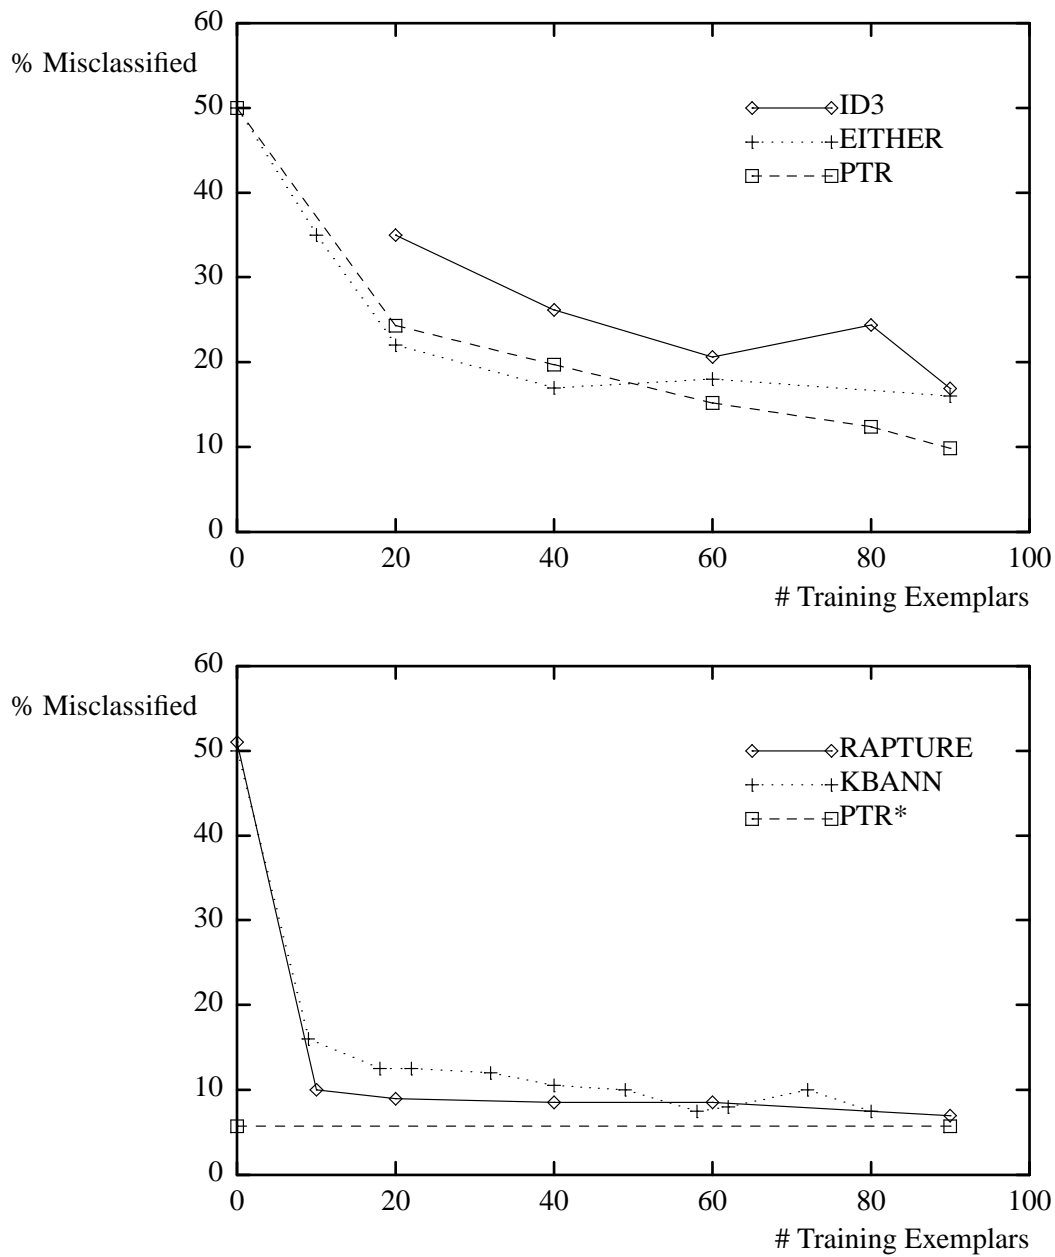 60
% Misclassified
50
ID3
EITHER
PTR
40
30
20
10
0
0 20 40 60 80 100
# Training Exemplars
60
% Misclassified
50
RAPTURE
KBANN
PTR*
40
30
20
10
0
0 20 40 60 80 100
# Training Exemplars